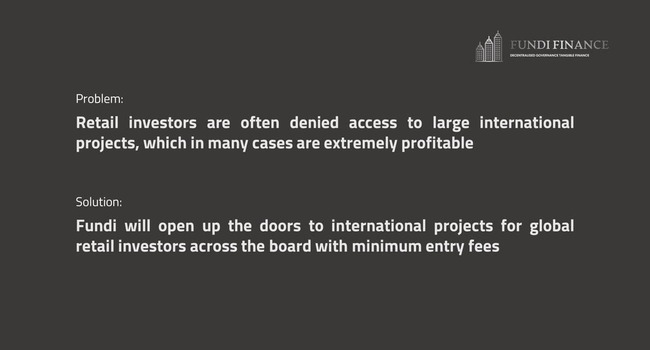 FUNDI FINANCE
DECENTRALISED GOVERNANCE TANGIBLE FINANCE
Problem:
Retail investors are often denied access to large international
projects, which in many cases are extremely profitable
Solution:
Fundi will open up the doors to international projects for global
retail investors across the board with minimum entry fees